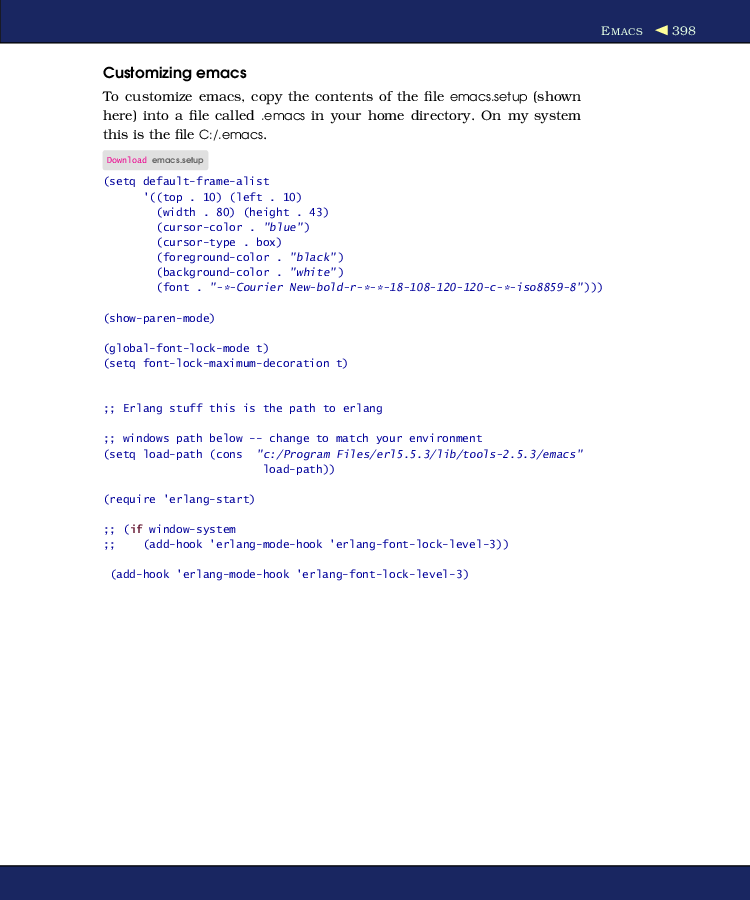 EMACS ◀ 398
Customizing emacs
To customize emacs, copy the contents of the file emacs.setup (shown
here) into a file called .emacs in your home directory. On my system
this is the file C:/.emacs.
Download emacs.setup
(setq default-frame-alist
      '((top . 10) (left . 10)
        (width . 80) (height . 43)
        (cursor-color . "blue")
        (cursor-type . box)
        (foreground-color . "black")
        (background-color . "white")
        (font . "-*-Courier New-bold-r-*-*-18-108-120-120-c-*-iso8859-8")))
(show-paren-mode)
(global-font-lock-mode t)
(setq font-lock-maximum-decoration t)
;; Erlang stuff this is the path to erlang
;; windows path below -- change to match your environment
(setq load-path (cons  "c:/Program Files/erl5.5.3/lib/tools-2.5.3/emacs"
                        load-path))
(require 'erlang-start)
;; (if window-system
;;    (add-hook 'erlang-mode-hook 'erlang-font-lock-level-3))
 (add-hook 'erlang-mode-hook 'erlang-font-lock-level-3)